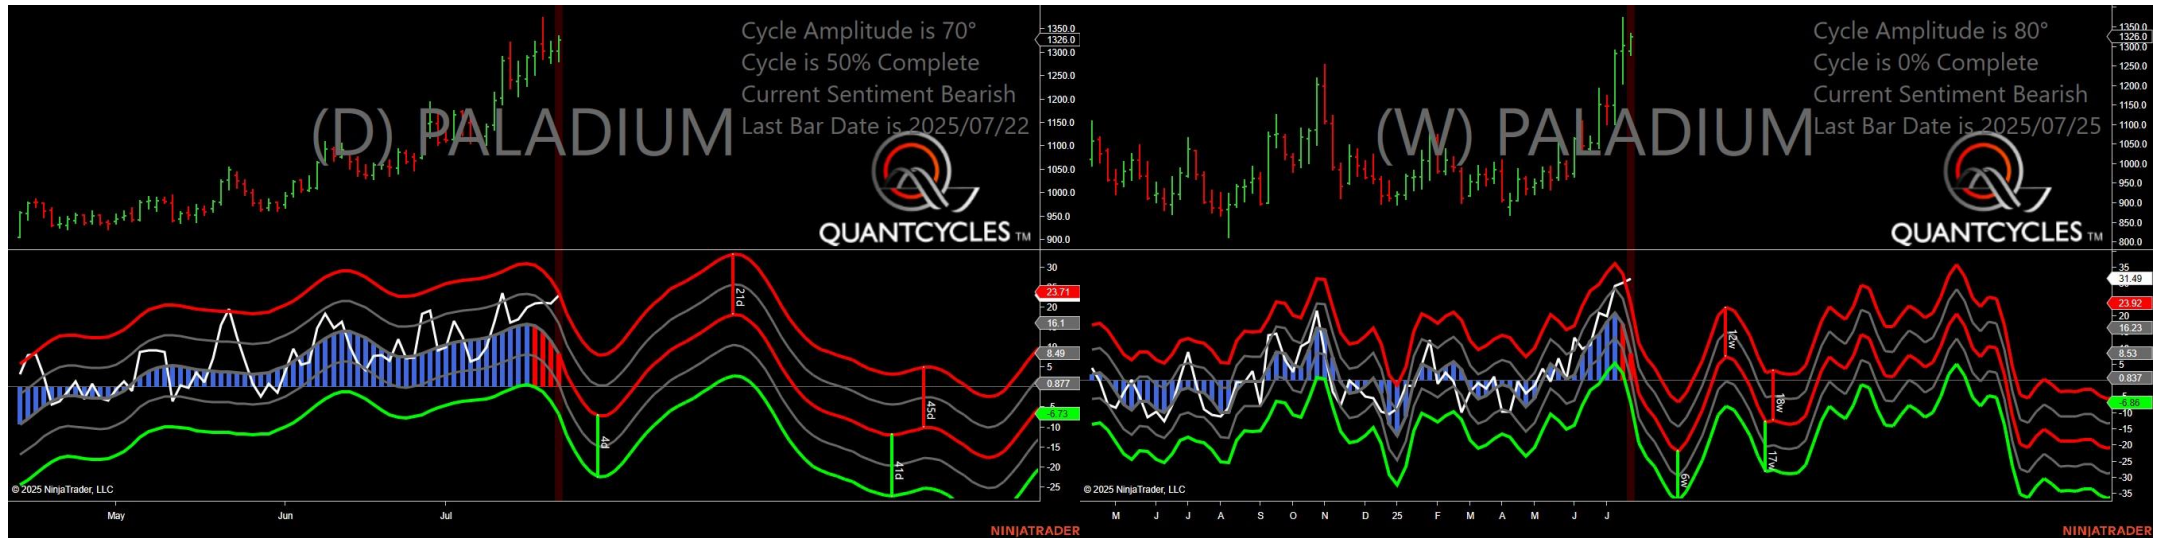 Cycle Amplitude is 70°
Cycle is 50% Complete
Current Sentiment Bearish
Last Bar Date is 2025/07/22
(D) PALADIUM
QUANTCYCLES TM
1350.0
1326.0
1300.0
1250.0
1200.0
1150.0
1100.0
1050.0
1000.0
950.0
900.0
30
23.71
20
16.1
10
8.49
5
0.877
-5
-6.73
-10
-15
-20
-25
4d
21d
41d
45d
© 2025 NinjaTrader, LLC
May
Jun
Jul
NINJATRADER
Cycle Amplitude is 80°
Cycle is 0% Complete
Current Sentiment Bearish
Last Bar Date is 2025/07/25
(W) PALADIUM
QUANTCYCLES TM
1350.0
1326.0
1300.0
1250.0
1200.0
1150.0
1100.0
1050.0
1000.0
950.0
900.0
850.0
800.0
35
31.49
23.92
20
16.23
10
8.53
5
0.837
-5
-6.86
-10
-15
-20
-25
-30
-35
6w
12w
17w
18w
© 2025 NinjaTrader, LLC
M
J
J
A
S
O
N
D
25
F
M
A
M
J
J
NINJATRADER